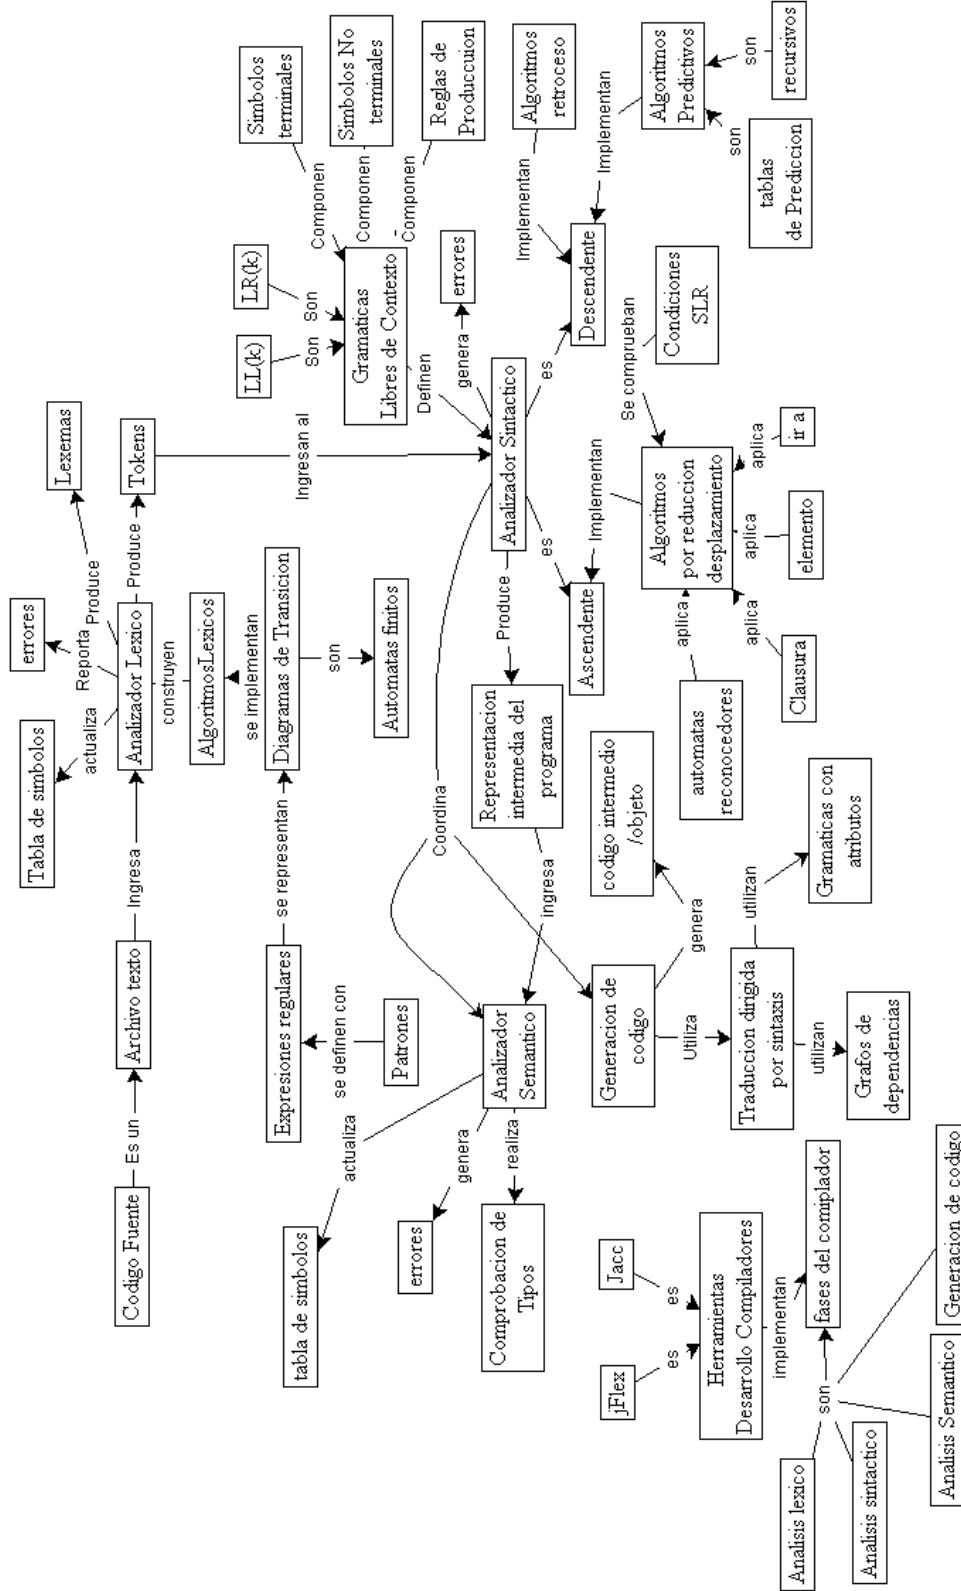 Codigo Fuente
Es un
Archivo texto
Ingresa
Analizador Lexico
actualiza
Tabla de simbolos
Reporta
errores
Produce
Lexemas
Produce
Tokens
construyen
AlgoritmosLexicos
se implementan
Diagramas de Transicion
son
Automatas finitos
se representan
Expresiones regulares
se definen con
Patrones
Ingresan al
LL(k)
Son
LR(k)
Son
Simbolos
terminales
Componen
Simbolos No
terminales
Componen
Reglas de
Produccuion
Componen
Gramaticas
Libres de Contexto
Definen
genera
errores
Analizador Sintactico
Coordina
Produce
Representacion
intermedia del
programa
ingresa
es
Ascendente
es
Descendente
Implementan
Algoritmos
retroceso
Implementan
Algoritmos
Predictivos
son
tablas
de Prediccion
son
recursivos
Implementan
Algoritmos
por reduccion
desplazamiento
Se comprueban
Condiciones
SLR
aplica
automatas
reconocedores
aplica
Clausura
aplica
elemento
aplica
ir a
Analizador
Semantico
actualiza
tabla de simbolos
genera
errores
realiza
Comprobacion de
Tipos
Generacion de
codigo
genera
codigo intermedio
/objeto
Utiliza
Traduccion dirigida
por sintaxis
utilizan
Gramaticas con
atributos
utilizan
Grafos de
dependencias
jFlex
es
Jacc
es
Herramientas
Desarrollo Compiladores
implementan
fases del comipilador
son
Analisis lexico
Analisis sintactico
Analisis Semantico
Generacion de codigo